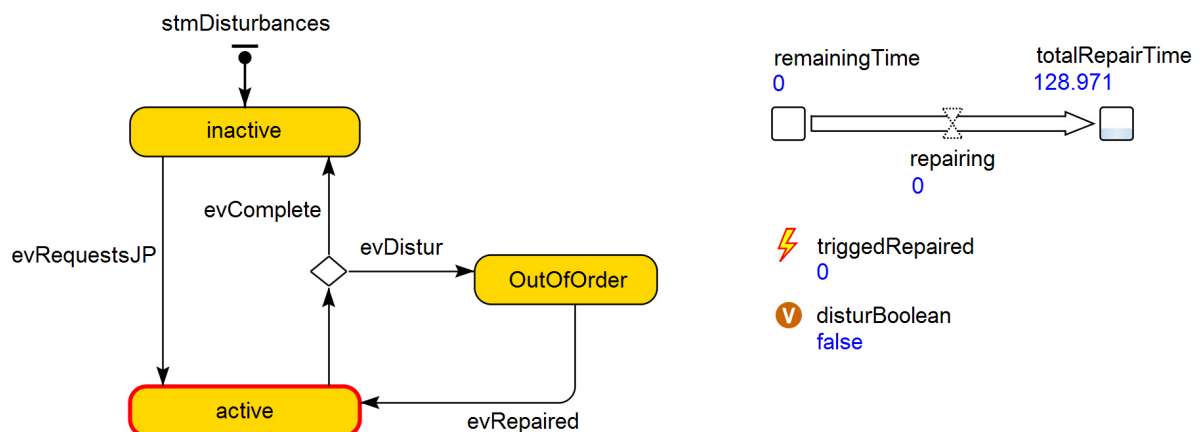 stmDisturbances
inactive
evComplete
evRequestsJP
evDistur
OutOfOrder
active
evRepaired
remainingTime
0
totalRepairTime
128.971
repairing
0
triggedRepaired
0
V
disturBoolean
false